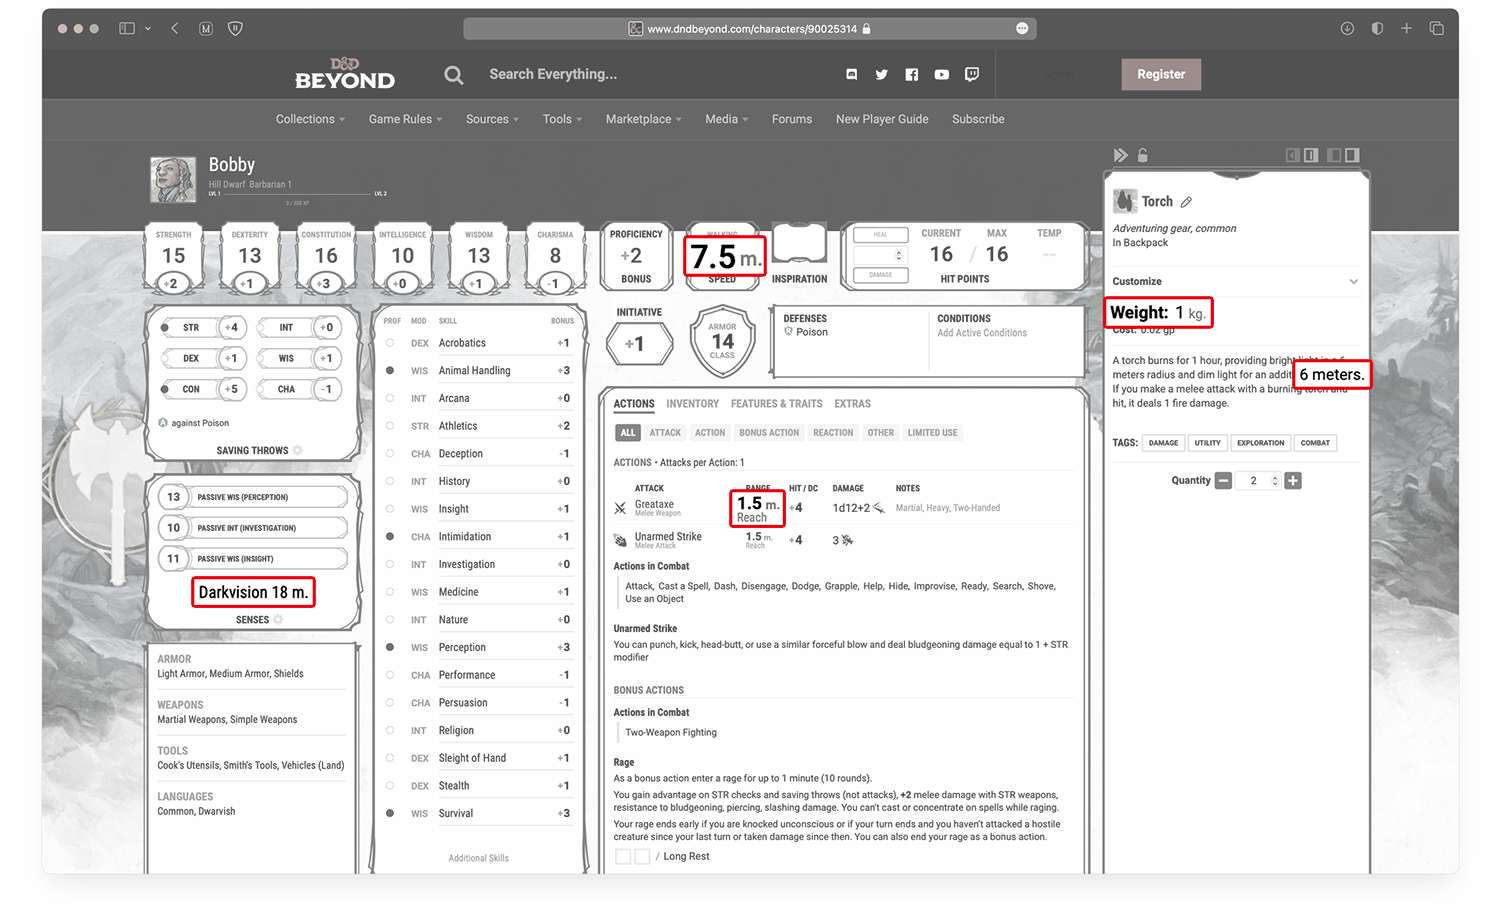 www.dndbeyond.com/characters/90025314
D&D
BEYOND
Search Everything...
Register
Collections
Game Rules
Sources
Tools
Marketplace
Media
Forums
New Player Guide
Subscribe
Bobby
Hill Dwarf Barbarian 1
LVL 1
LVL 2
0 / 300 XP
STRENGTH
15
+2
DEXTERITY
13
+1
CONSTITUTION
16
+3
INTELLIGENCE
10
+0
WISDOM
13
+1
CHARISMA
8
-1
PROFICIENCY
+2
BONUS
WALKING
7.5 m.
SPEED
INSPIRATION
HEAL
DAMAGE
CURRENT
MAX
TEMP
16 / 16
--
HIT POINTS
STR +4
INT +0
DEX +1
WIS +1
CON +5
CHA -1
against Poison
SAVING THROWS
13 PASSIVE WIS (PERCEPTION)
10 PASSIVE INT (INVESTIGATION)
11 PASSIVE WIS (INSIGHT)
Darkvision 18 m.
SENSES
ARMOR
Light Armor, Medium Armor, Shields
WEAPONS
Martial Weapons, Simple Weapons
TOOLS
Cook's Utensils, Smith's Tools, Vehicles (Land)
LANGUAGES
Common, Dwarvish
PROF MOD SKILL BONUS
DEX Acrobatics +1
WIS Animal Handling +3
INT Arcana +0
STR Athletics +2
CHA Deception -1
INT History +0
WIS Insight +1
CHA Intimidation +1
INT Investigation +0
WIS Medicine +1
INT Nature +0
WIS Perception +3
CHA Performance -1
CHA Persuasion -1
INT Religion +0
DEX Sleight of Hand +1
DEX Stealth +1
WIS Survival +3
Additional Skills
INITIATIVE
+1
ARMOR
14
CLASS
DEFENSES
Poison
CONDITIONS
Add Active Conditions
ACTIONS INVENTORY FEATURES & TRAITS EXTRAS
ALL ATTACK ACTION BONUS ACTION REACTION OTHER LIMITED USE
ACTIONS • Attacks per Action: 1
ATTACK RANGE HIT / DC DAMAGE NOTES
Greataxe 1.5 m. +4 1d12+2 Martial, Heavy, Two-Handed
Melee Weapon Reach
Unarmed Strike 1.5 m. +4 3
Melee Attack Reach
Actions in Combat
Attack, Cast a Spell, Dash, Disengage, Dodge, Grapple, Help, Hide, Improvise, Ready, Search, Shove,
Use an Object
Unarmed Strike
You can punch, kick, head-butt, or use a similar forceful blow and deal bludgeoning damage equal to 1 + STR
modifier
BONUS ACTIONS
Actions in Combat
Two-Weapon Fighting
Rage
As a bonus action enter a rage for up to 1 minute (10 rounds).
You gain advantage on STR checks and saving throws (not attacks), +2 melee damage with STR weapons,
resistance to bludgeoning, piercing, slashing damage. You can't cast or concentrate on spells while raging.
Your rage ends early if you are knocked unconscious or if your turn ends and you haven't attacked a hostile
creature since your last turn or taken damage since then. You can also end your rage as a bonus action.
/ Long Rest
Torch
Adventuring gear, common
In Backpack
Customize
Weight: 1 kg.
Cost: 0.02 gp
A torch burns for 1 hour, providing bright light in a 6
meters radius and dim light for an addit 6 meters.
If you make a melee attack with a burning torch and
hit, it deals 1 fire damage.
TAGS: DAMAGE UTILITY EXPLORATION COMBAT
Quantity − 2 +